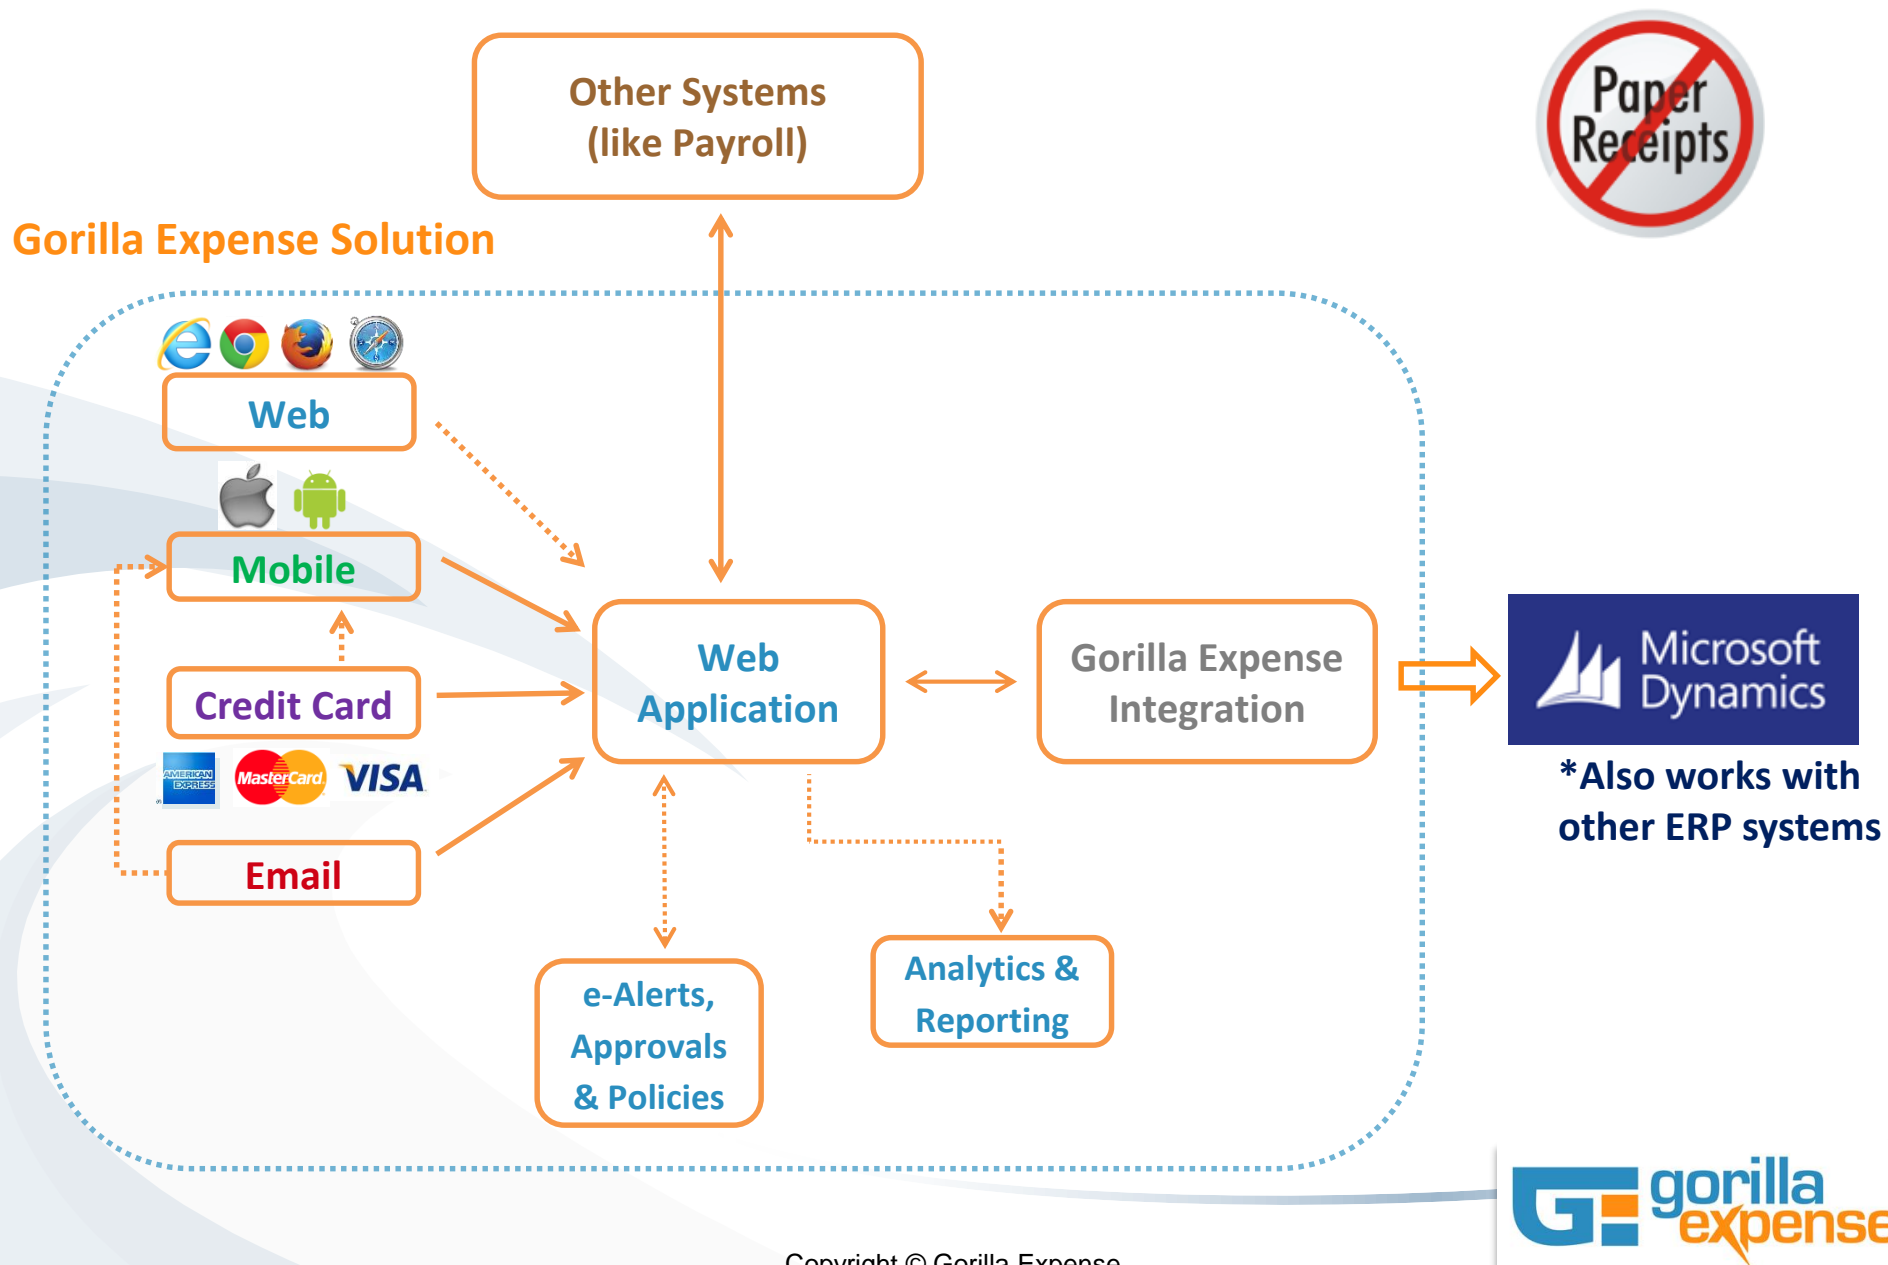 Other Systems
(like Payroll)
Paper
Receipts
Gorilla Expense Solution
Web
Mobile
Credit Card
AMERICAN
EXPRESS
MasterCard
VISA
Email
Web
Application
Gorilla Expense
Integration
Microsoft
Dynamics
*Also works with
other ERP systems
e-Alerts,
Approvals
& Policies
Analytics &
Reporting
GE
gorilla
expense
Copyright © Gorilla Expense